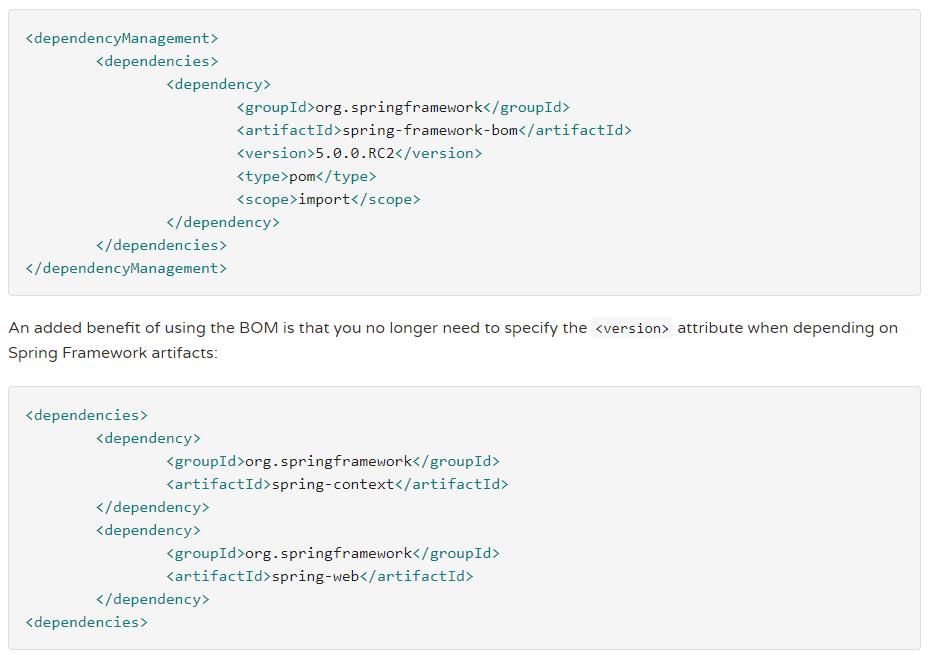 <dependencyManagement>
<dependencies>
<dependency>
<groupId>org.springframework</groupId>
<artifactId>spring-framework-bom</artifactId>
<version>5.0.0.RC2</version>
<type>pom</type>
<scope>import</scope>
</dependency>
</dependencies>
</dependencyManagement>
An added benefit of using the BOM is that you no longer need to specify the <version> attribute when depending on
Spring Framework artifacts:
<dependencies>
<dependency>
<groupId>org.springframework</groupId>
<artifactId>spring-context</artifactId>
</dependency>
<dependency>
<groupId>org.springframework</groupId>
<artifactId>spring-web</artifactId>
</dependency>
<dependencies>